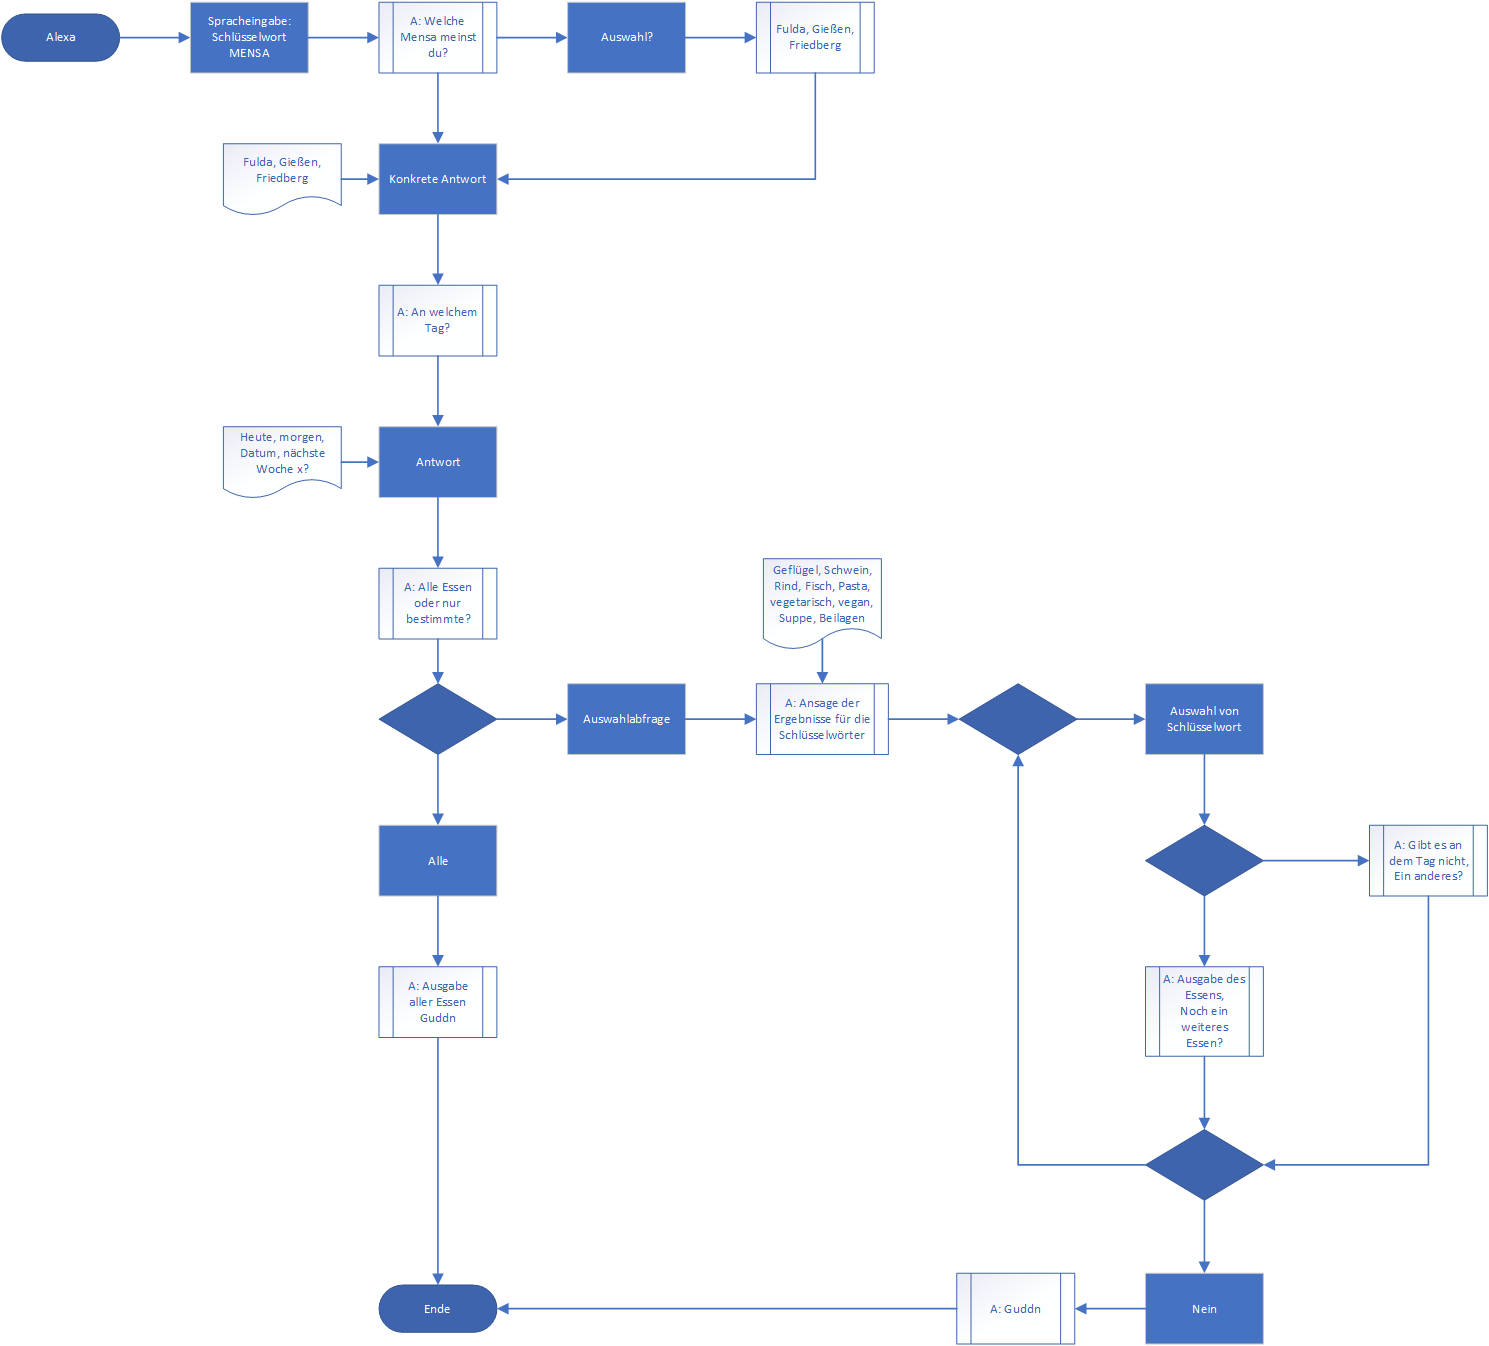 Alexa
Spracheingabe:
Schlüsselwort
MENSA
A: Welche
Mensa meinst
du?
Auswahl?
Fulda, Gießen,
Friedberg
Fulda, Gießen,
Friedberg
Konkrete Antwort
A: An welchem
Tag?
Heute, morgen,
Datum, nächste
Woche x?
Antwort
A: Alle Essen
oder nur
bestimmte?
Geflügel, Schwein,
Rind, Fisch, Pasta,
vegetarisch, vegan,
Suppe, Beilagen
Auswahlabfrage
A: Ansage der
Ergebnisse für die
Schlüsselwörter
Auswahl von
Schlüsselwort
Alle
A: Gibt es an
dem Tag nicht,
Ein anderes?
A: Ausgabe
aller Essen
Guddn
A: Ausgabe des
Essens,
Noch ein
weiteres
Essen?
Ende
A: Guddn
Nein